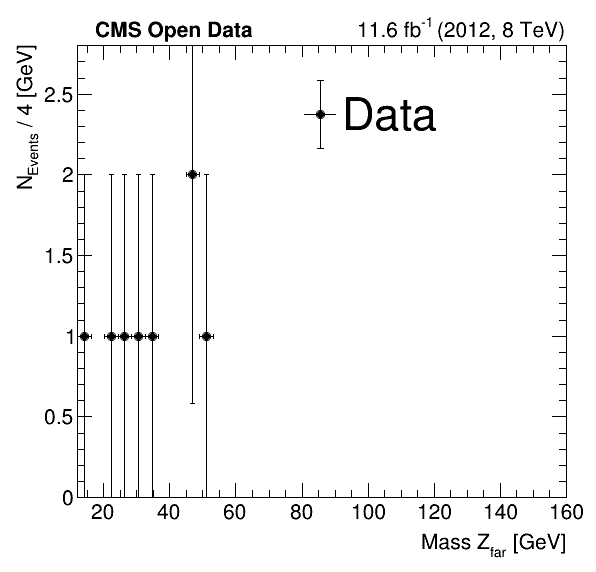 CMS Open Data
11.6 fb⁻¹ (2012, 8 TeV)
N_Events / 4 [GeV]
Data
2.5
2
1.5
1
0.5
0
20 40 60 80 100 120 140 160
Mass Z_far [GeV]